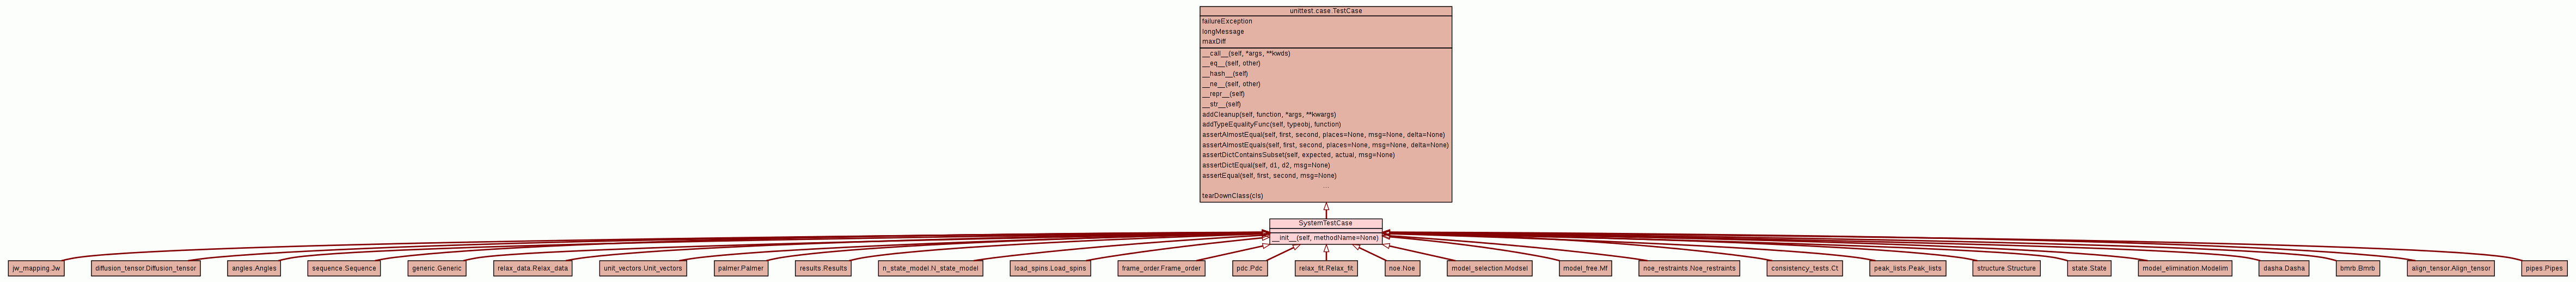 unittest.case.TestCase
failureException
longMessage
maxDiff
__call__(self, *args, **kwds)
__eq__(self, other)
__hash__(self)
__ne__(self, other)
__repr__(self)
__str__(self)
addCleanup(self, function, *args, **kwargs)
addTypeEqualityFunc(self, typeobj, function)
assertAlmostEqual(self, first, second, places=None, msg=None, delta=None)
assertAlmostEquals(self, first, second, places=None, msg=None, delta=None)
assertDictContainsSubset(self, expected, actual, msg=None)
assertDictEqual(self, d1, d2, msg=None)
assertEqual(self, first, second, msg=None)
...
tearDownClass(cls)
SystemTestCase
__init__(self, methodName=None)
jw_mapping.Jw
diffusion_tensor.Diffusion_tensor
angles.Angles
sequence.Sequence
generic.Generic
relax_data.Relax_data
unit_vectors.Unit_vectors
palmer.Palmer
results.Results
n_state_model.N_state_model
load_spins.Load_spins
frame_order.Frame_order
pdc.Pdc
relax_fit.Relax_fit
noe.Noe
model_selection.Modsel
model_free.Mf
noe_restraints.Noe_restraints
consistency_tests.Ct
peak_lists.Peak_lists
structure.Structure
state.State
model_elimination.Modelim
dasha.Dasha
bmrb.Bmrb
align_tensor.Align_tensor
pipes.Pipes